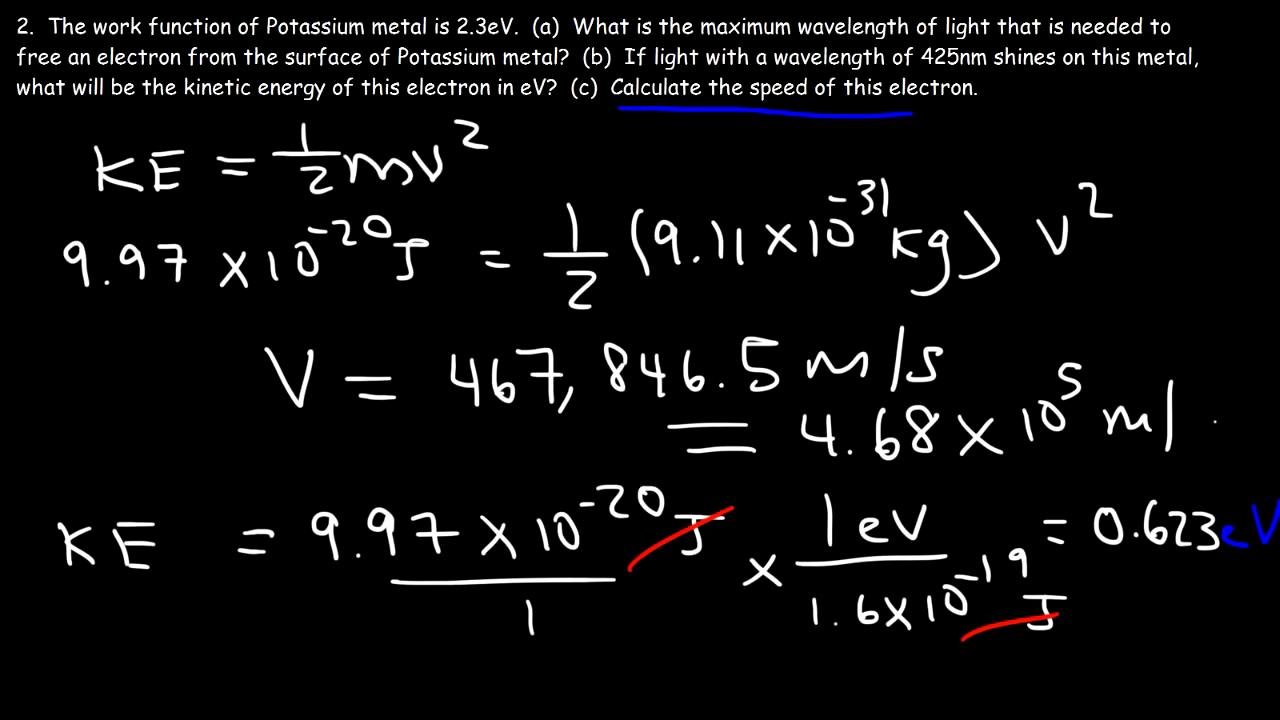 2. The work function of Potassium metal is 2.3eV. (a) What is the maximum wavelength of light that is needed to
free an electron from the surface of Potassium metal? (b) If light with a wavelength of 425nm shines on this metal,
what will be the kinetic energy of this electron in eV? (c) Calculate the speed of this electron.
KE = 1/2 mv²
9.97 × 10⁻²⁰ J = 1/2 (9.11 × 10⁻³¹ kg) v²
V = 467,846.5 m/s
= 4.68 × 10⁵ m/
KE = 9.97 × 10⁻²⁰ J / 1 × 1 eV / 1.6 × 10⁻¹⁹ J = 0.623 eV